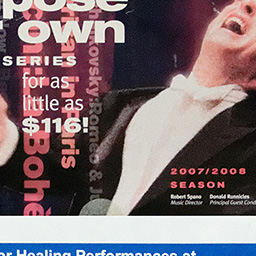 pose
own
SERIES
for as
little as
$116!
2007/2008
SEASON
Robert Spano
Music Director
Donald Runnicles
Principal Guest Cond
or Healing Performances at